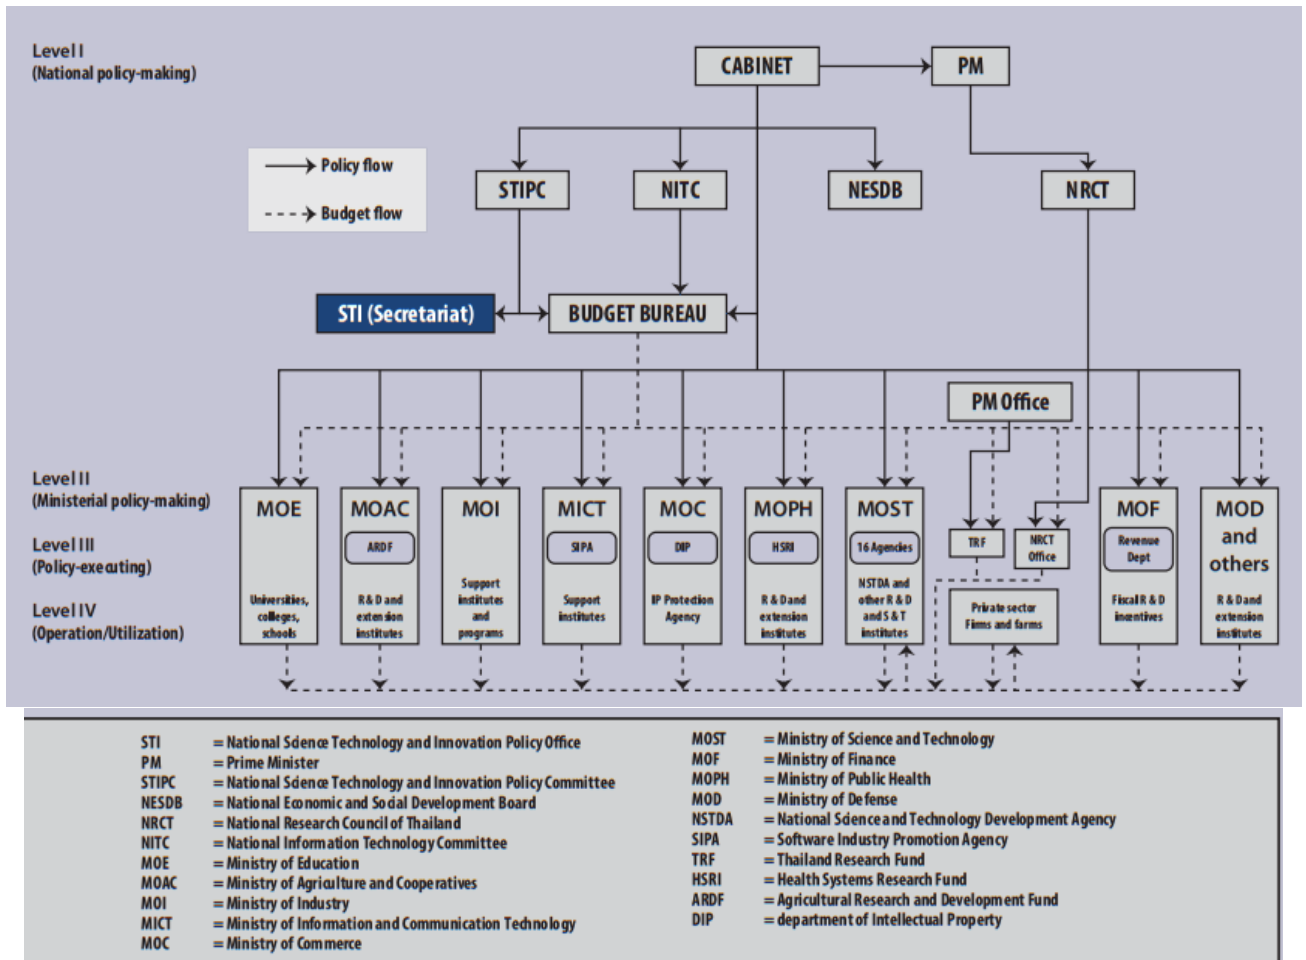 Level I
(National policy-making)
CABINET
PM
Policy flow
Budget flow
STIPC
NITC
NESDB
NRCT
STI (Secretariat)
BUDGET BUREAU
PM Office
Level II
(Ministerial policy-making)
Level III
(Policy-executing)
Level IV
(Operation/Utilization)
MOE
Universities,
colleges,
schools
MOAC
ARDF
R & D and
extension
institutes
MOI
Support
institutes
and
programs
MICT
SIPA
Support
institutes
MOC
DIP
IP Protection
Agency
MOPH
HSRI
R & D and
extension
institutes
MOST
16 Agencies
NSTDA and
other R & D
and S & T
institutes
TRF
NRCT
Office
Private sector
Firms and farms
MOF
Revenue
Dept
Fiscal R & D
incentives
MOD
and
others
R & D and
extension
institutes
STI = National Science Technology and Innovation Policy Office
PM = Prime Minister
STIPC = National Science Technology and Innovation Policy Committee
NESDB = National Economic and Social Development Board
NRCT = National Research Council of Thailand
NITC = National Information Technology Committee
MOE = Ministry of Education
MOAC = Ministry of Agriculture and Cooperatives
MOI = Ministry of Industry
MICT = Ministry of Information and Communication Technology
MOC = Ministry of Commerce
MOST = Ministry of Science and Technology
MOF = Ministry of Finance
MOPH = Ministry of Public Health
MOD = Ministry of Defense
NSTDA = National Science and Technology Development Agency
SIPA = Software Industry Promotion Agency
TRF = Thailand Research Fund
HSRI = Health Systems Research Fund
ARDF = Agricultural Research and Development Fund
DIP = department of Intellectual Property